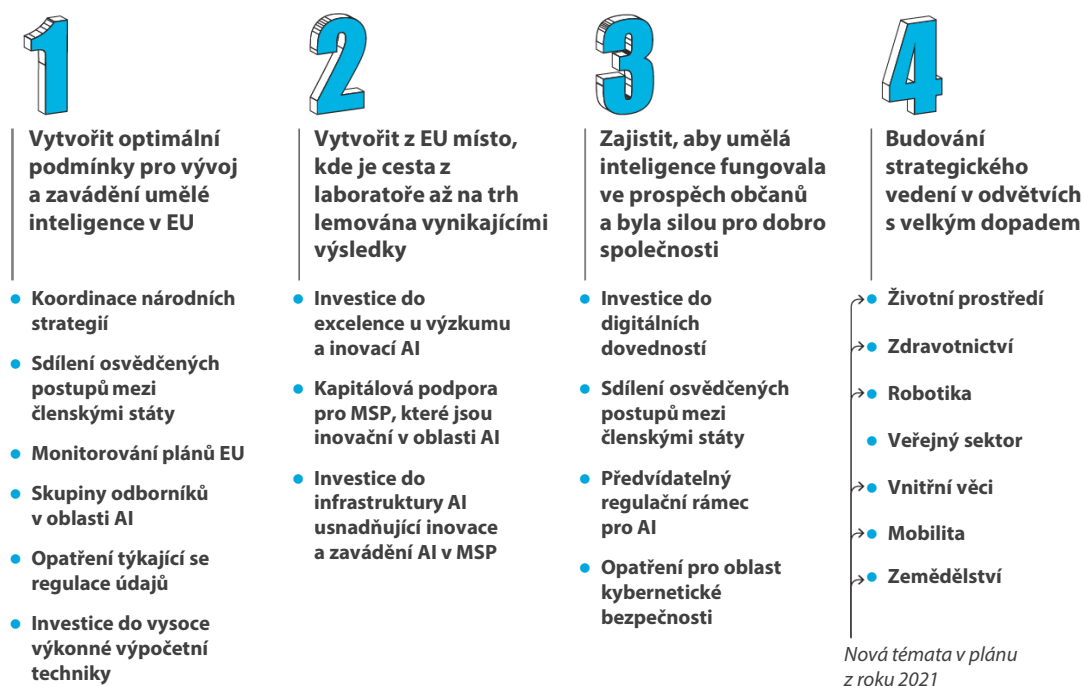 1
Vytvořit optimální
podmínky pro vývoj
a zavádění umělé
inteligence v EU
Koordinace národních
strategií
Sdílení osvědčených
postupů mezi
členskými státy
Monitorování plánů EU
Skupiny odborníků
v oblasti AI
Opatření týkající se
regulace údajů
Investice do vysoce
výkonné výpočetní
techniky
2
Vytvořit z EU místo,
kde je cesta z
laboratoře až na trh
lemována vynikajícími
výsledky
Investice do
excelence u výzkumu
a inovací AI
Kapitálová podpora
pro MSP, které jsou
inovační v oblasti AI
Investice do
infrastruktury AI
usnadňující inovace
a zavádění AI v MSP
3
Zajistit, aby umělá
inteligence fungovala
ve prospěch občanů
a byla silou pro dobro
společnosti
Investice do
digitálních
dovedností
Sdílení osvědčených
postupů mezi
členskými státy
Předvídatelný
regulační rámec
pro AI
Opatření pro oblast
kybernetické
bezpečnosti
4
Budování
strategického
vedení v odvětvích
s velkým dopadem
Životní prostředí
Zdravotnictví
Robotika
Veřejný sektor
Vnitřní věci
Mobilita
Zemědělství
Nová témata v plánu
z roku 2021